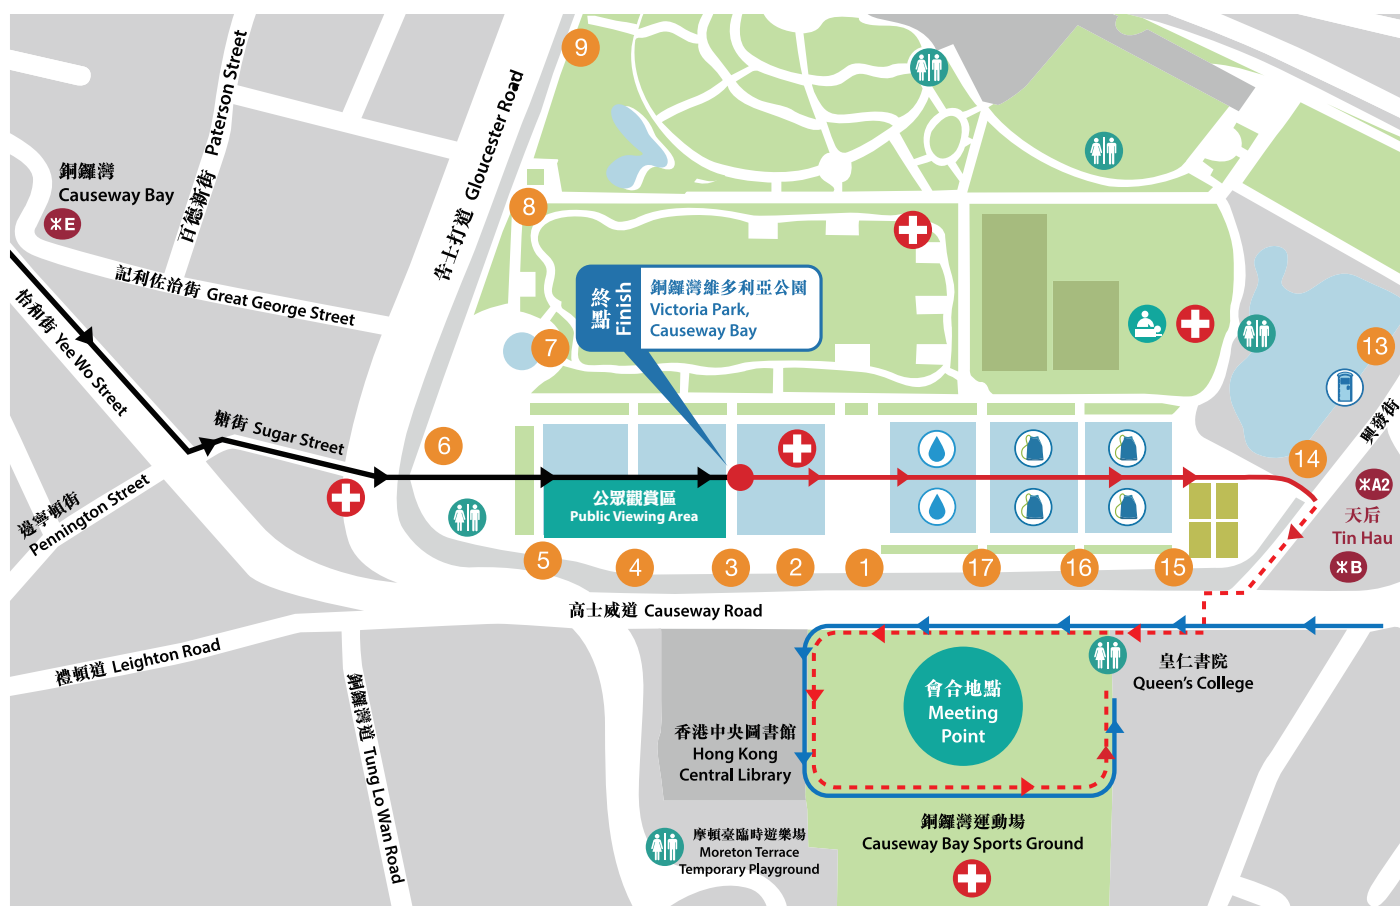 9
百德新街 Paterson Street
告士打道 Gloucester Road
銅鑼灣
Causeway Bay
E
8
記利佐治街 Great George Street
怡和街 Yee Wo Street
終點
Finish
銅鑼灣維多利亞公園
Victoria Park,
Causeway Bay
7
13
糖街 Sugar Street
6
興發街
14
A2
天后
Tin Hau
B
公眾觀賞區
Public Viewing Area
邊寧頓街
Pennington Street
5
4
3
2
1
17
16
15
高士威道 Causeway Road
禮頓道 Leighton Road
銅鑼灣道 Tung Lo Wan Road
會合地點
Meeting
Point
皇仁書院
Queen's College
香港中央圖書館
Hong Kong
Central Library
銅鑼灣運動場
Causeway Bay Sports Ground
摩頓臺臨時遊樂場
Moreton Terrace
Temporary Playground